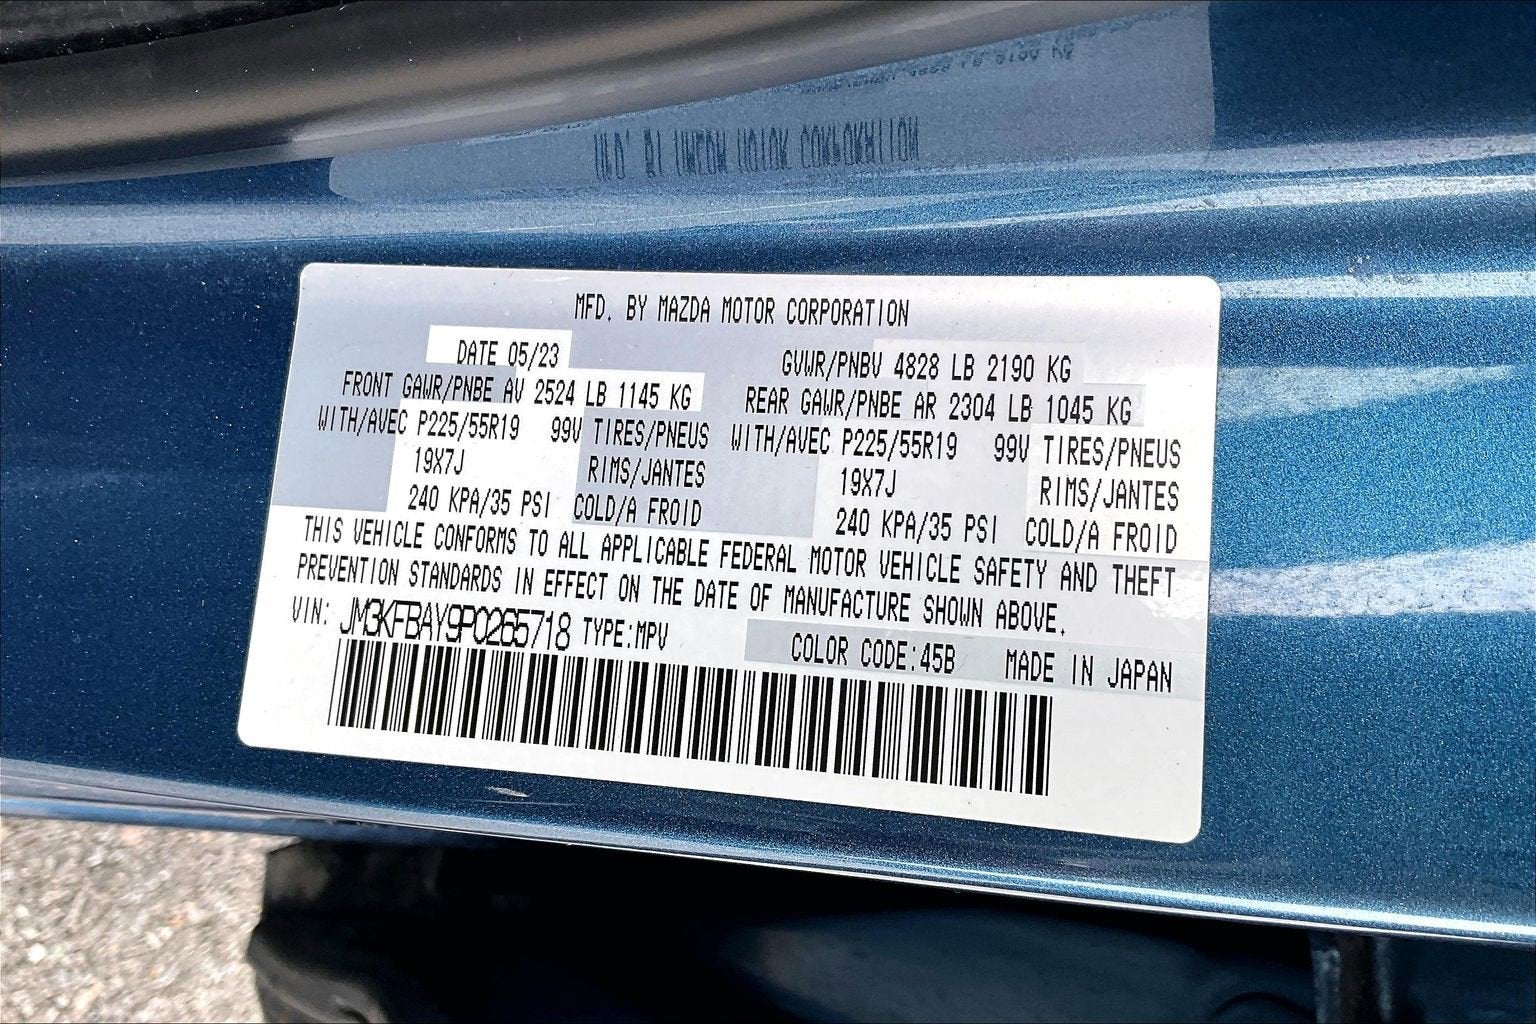 MFD. BY MAZDA MOTOR CORPORATION
DATE 05/23 GVWR/PNBV 4828 LB 2190 KG
FRONT GAWR/PNBE AV 2524 LB 1145 KG REAR GAWR/PNBE AR 2304 LB 1045 KG
WITH/AVEC P225/55R19 99V TIRES/PNEUS WITH/AVEC P225/55R19 99V TIRES/PNEUS
19X7J RIMS/JANTES 19X7J RIMS/JANTES
240 KPA/35 PSI COLD/A FROID 240 KPA/35 PSI COLD/A FROID
THIS VEHICLE CONFORMS TO ALL APPLICABLE FEDERAL MOTOR VEHICLE SAFETY AND THEFT
PREVENTION STANDARDS IN EFFECT ON THE DATE OF MANUFACTURE SHOWN ABOVE.
VIN: JM3KFBAY9P0265718 TYPE:MPV COLOR CODE:45B MADE IN JAPAN